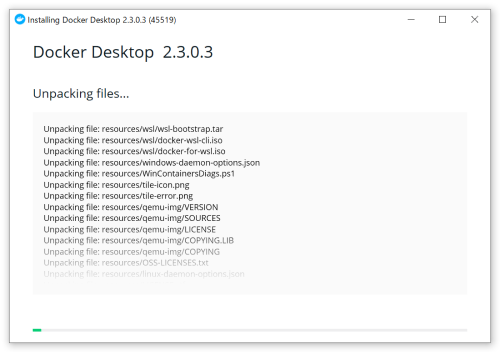 Installing Docker Desktop 2.3.0.3 (45519)
Docker Desktop 2.3.0.3
Unpacking files...
Unpacking file: resources/wsl/wsl-bootstrap.tar
Unpacking file: resources/wsl/docker-wsl-cli.iso
Unpacking file: resources/wsl/docker-for-wsl.iso
Unpacking file: resources/windows-daemon-options.json
Unpacking file: resources/WinContainersDiags.ps1
Unpacking file: resources/tile-icon.png
Unpacking file: resources/tile-error.png
Unpacking file: resources/qemu-img/VERSION
Unpacking file: resources/qemu-img/SOURCES
Unpacking file: resources/qemu-img/LICENSE
Unpacking file: resources/qemu-img/COPYING.LIB
Unpacking file: resources/qemu-img/COPYING
Unpacking file: resources/OSS-LICENSES.txt
Unpacking file: resources/linux-daemon-options.json